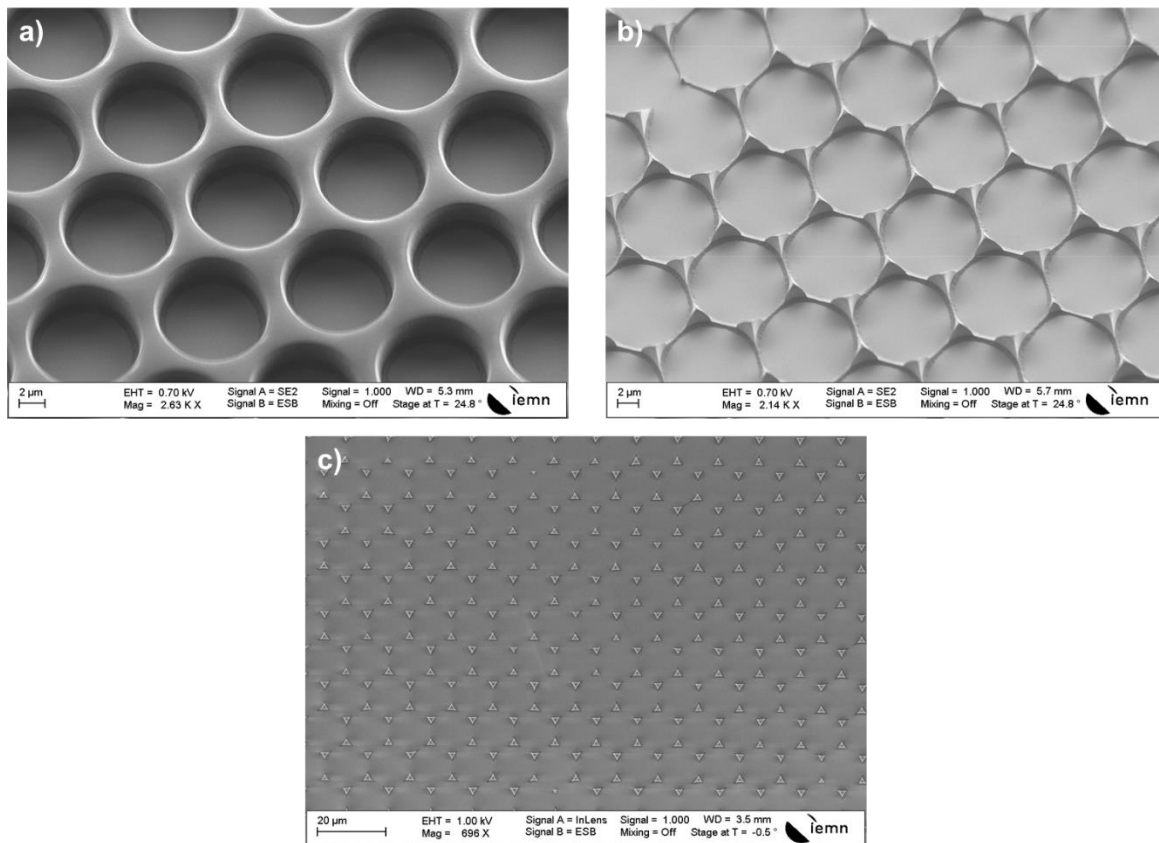 a)
2 µm
EHT = 0.70 kV Signal A = SE2 Signal = 1.000 WD = 5.3 mm
Mag = 2.63 K X Signal B = ESB Mixing = Off Stage at T = 24.8 °
iemn
b)
2 µm
EHT = 0.70 kV Signal A = SE2 Signal = 1.000 WD = 5.7 mm
Mag = 2.14 K X Signal B = ESB Mixing = Off Stage at T = 24.8 °
iemn
c)
20 µm
EHT = 1.00 kV Signal A = InLens Signal = 1.000 WD = 3.5 mm
Mag = 696 X Signal B = ESB Mixing = Off Stage at T = -0.5 °
iemn